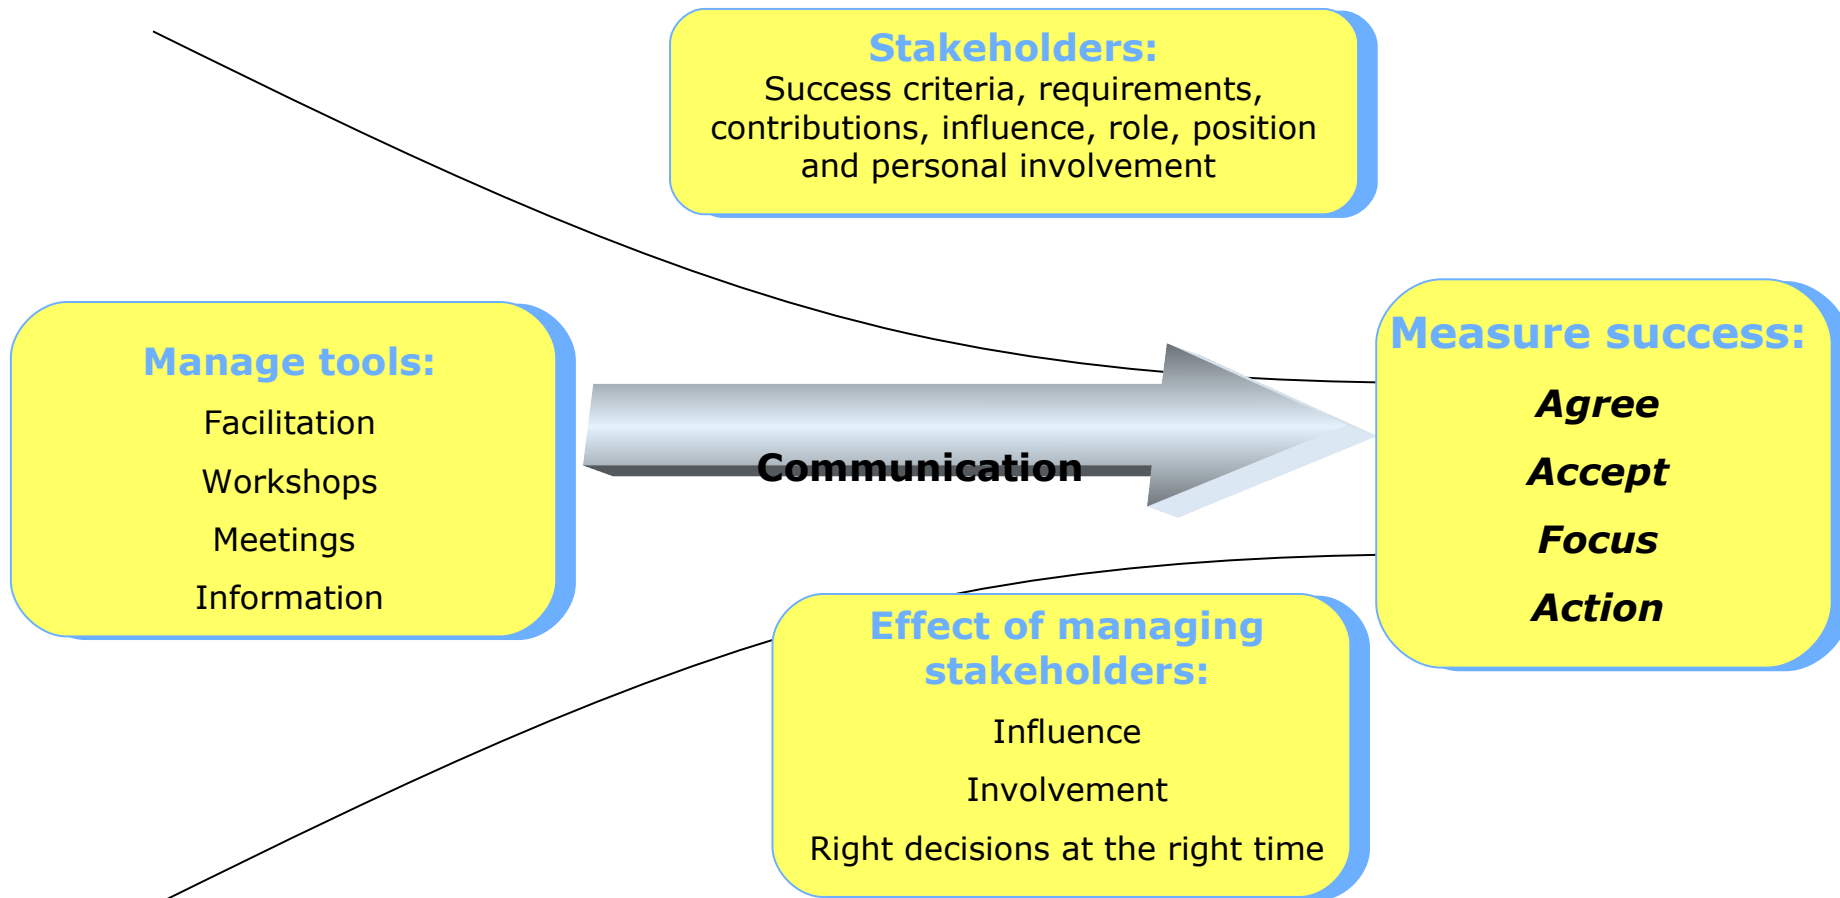 Stakeholders:
Success criteria, requirements,
contributions, influence, role, position
and personal involvement
Manage tools:
Facilitation
Workshops
Meetings
Information
Communication
Measure success:
Agree
Accept
Focus
Action
Effect of managing
stakeholders:
Influence
Involvement
Right decisions at the right time